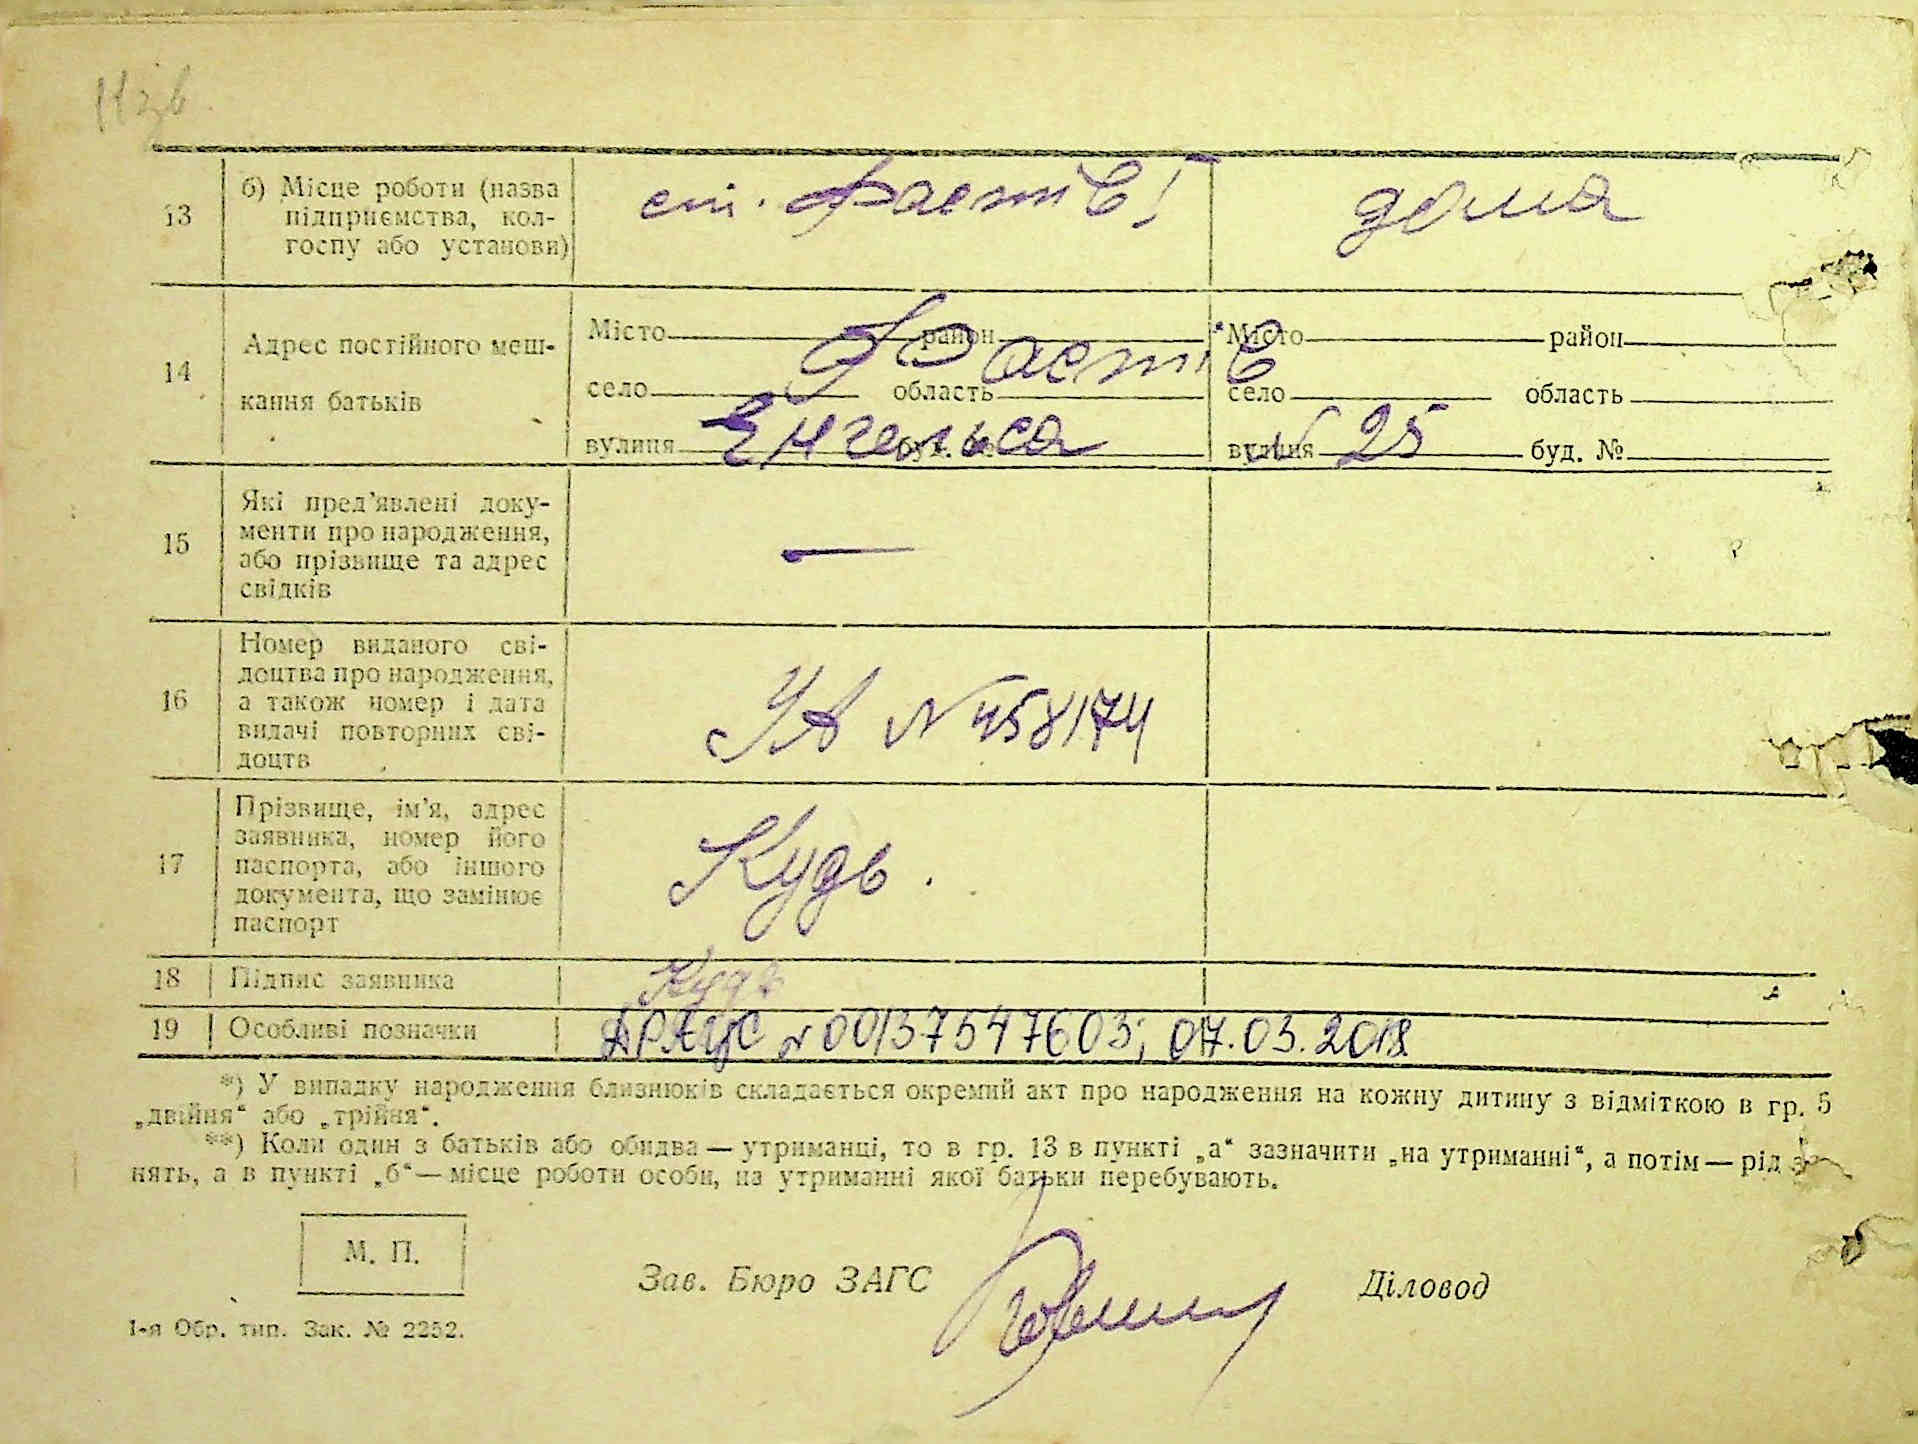 13
б) Місце роботи (назва
підприємства, кол-
госпу або установи)
ст. Фастів I
дома
14
Адрес постійного меш-
кання батьків
Місто район
село область
вулиця буд. №
Місто район
село область
вулиця буд. №
Фастів
Енгельса № 25
15
Які пред’явлені доку-
менти про народження,
або прізвище та адрес
свідків
—
16
Номер виданого сві-
доцтва про народження,
а також номер і дата
видачі повторних сві-
доцтв
УА № 458174
17
Прізвище, ім’я, адрес
заявника, номер його
паспорта, або іншого
документа, що замінює
паспорт
Кудь.
18
Підпис заявника
Кудь
19
Особливі позначки
ДРАЦС № 00137547603; 07.03.2018
*) У випадку народження близнюків складається окремий акт про народження на кожну дитину з відміткою в гр. 5
„двійня“ або „трійня“.
**) Коли один з батьків або обидва — утриманці, то в гр. 13 в пункті „а“ зазначити „на утриманні“, а потім — рід з
нять, а в пункті „б“ — місце роботи особи, на утриманні якої батьки перебувають.
М. П.
Зав. Бюро ЗАГС
Діловод
1-я Обр. тип. Зак. № 2252.